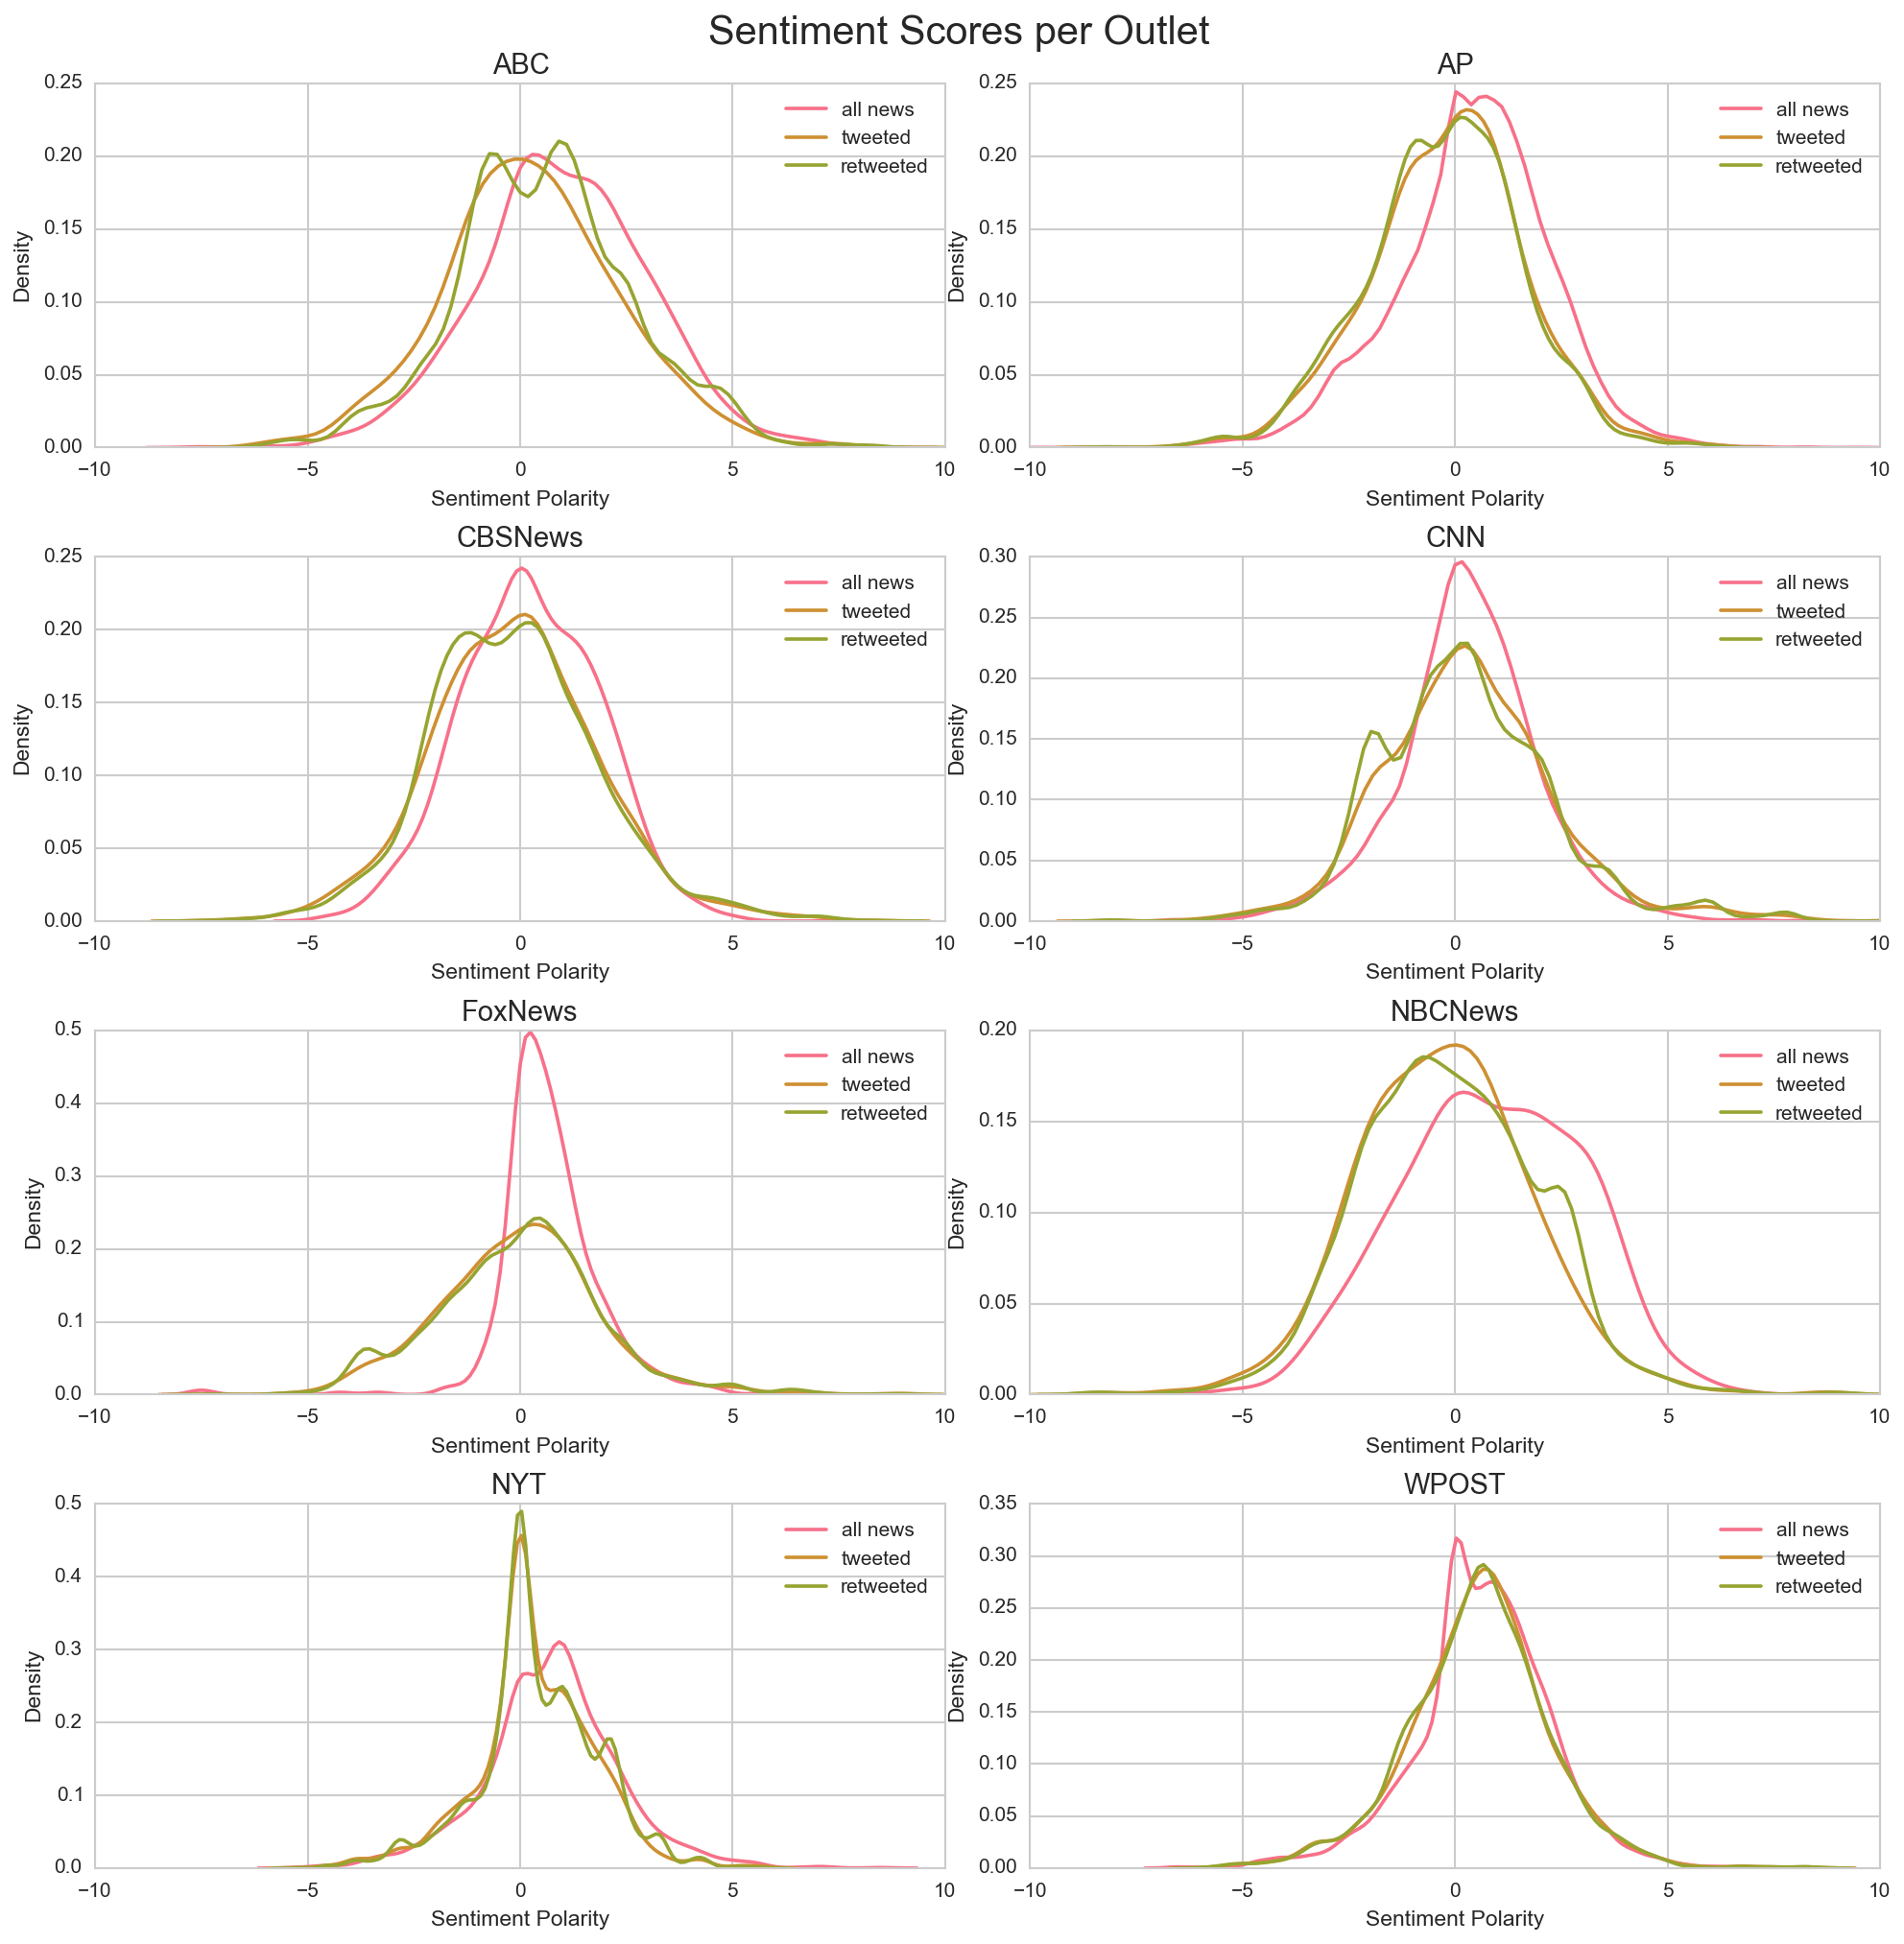 Sentiment Scores per Outlet
ABC
0.25
0.20
0.15
0.10
0.05
0.00
Density
all news
tweeted
retweeted
−10
−5
0
5
10
Sentiment Polarity
AP
0.25
0.20
0.15
0.10
0.05
0.00
Density
all news
tweeted
retweeted
−10
−5
0
5
10
Sentiment Polarity
CBSNews
0.25
0.20
0.15
0.10
0.05
0.00
Density
all news
tweeted
retweeted
−10
−5
0
5
10
Sentiment Polarity
CNN
0.30
0.25
0.20
0.15
0.10
0.05
0.00
Density
all news
tweeted
retweeted
−10
−5
0
5
10
Sentiment Polarity
FoxNews
0.5
0.4
0.3
0.2
0.1
0.0
Density
all news
tweeted
retweeted
−10
−5
0
5
10
Sentiment Polarity
NBCNews
0.20
0.15
0.10
0.05
0.00
Density
all news
tweeted
retweeted
−10
−5
0
5
10
Sentiment Polarity
NYT
0.5
0.4
0.3
0.2
0.1
0.0
Density
all news
tweeted
retweeted
−10
−5
0
5
10
Sentiment Polarity
WPOST
0.35
0.30
0.25
0.20
0.15
0.10
0.05
0.00
Density
all news
tweeted
retweeted
−10
−5
0
5
10
Sentiment Polarity